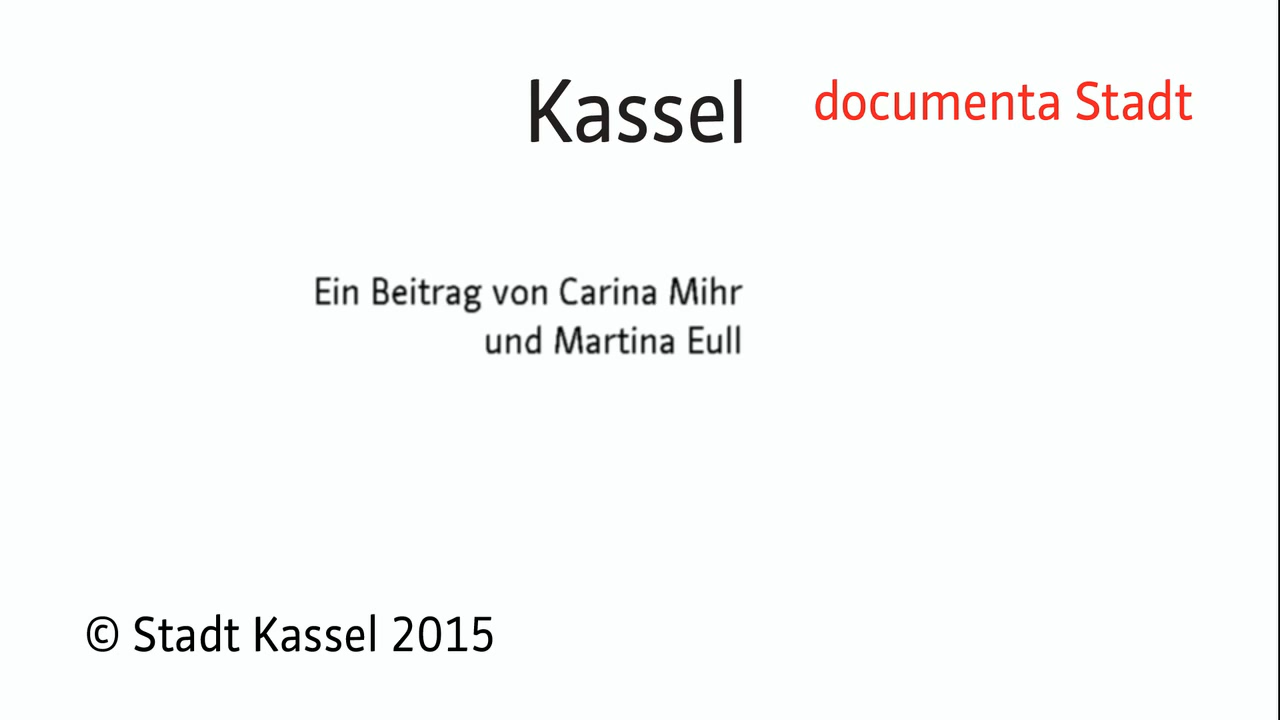 Kassel documenta Stadt
Ein Beitrag von Carina Mihr
und Martina Eull
© Stadt Kassel 2015